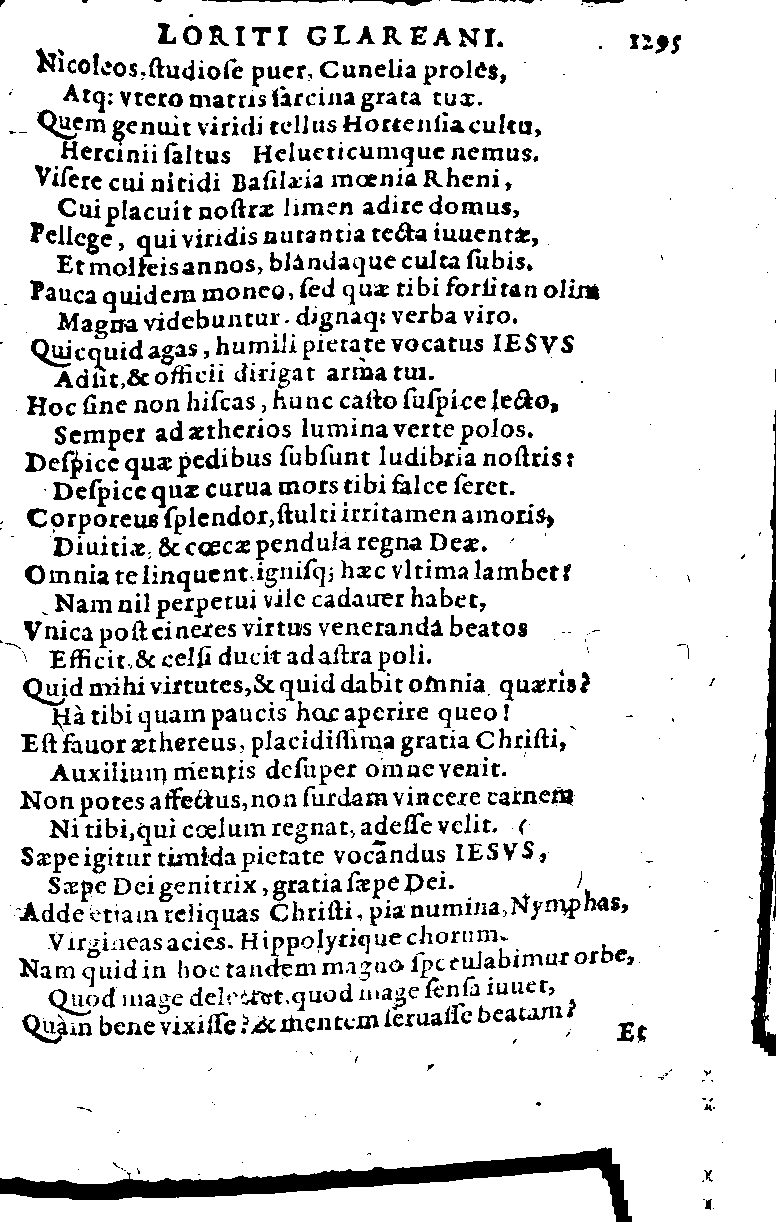 LORITI GLAREANI. 1295
Nicoleos, ſtudioſe puer, Cunelia proles,
Atq; vtero matris ſarcina grata tuæ.
Quem genuit viridi tellus Hortenſia cultu,
Hercinii ſaltus Helueticumque nemus.
Viſere cui nitidi Baſilæia mœnia Rheni,
Cui placuit noſtræ limen adire domus,
Pellege, qui viridis nutantia tecta iuuentæ,
Et molleis annos, blandaque culta ſubis.
Pauca quidem moneo, ſed quæ tibi forſitan olim
Magna videbuntur, dignaq; verba viro.
Quicquid agas, humili pietate vocatus IESVS
Adſit, & officii dirigat arma tui.
Hoc ſine non hiſcas, hunc caſto ſuſpice lecto,
Semper ad ætherios lumina verte polos.
Deſpice quæ pedibus ſubſunt ludibria noſtris:
Deſpice quæ curua mors tibi falce feret.
Corporeus ſplendor, ſtulti irritamen amoris,
Diuitiæ, & cœcæ pendula regna Deæ.
Omnia te linquent, igniſq; hæc vltima lambet:
Nam nil perpetui vile cadauer habet,
Vnica poſt cineres virtus veneranda beatos
Efficit, & celſi ducit ad aſtra poli.
Quid mihi virtutes, & quid dabit omnia quæris?
Hà tibi quam paucis hoc aperire queo!
Eſt fauor æthereus, placidiſſima gratia Chriſti,
Auxilium mentis deſuper omne venit.
Non potes affectus, non ſurdam vincere carnem
Ni tibi, qui cœlum regnat, adeſſe velit.
Sæpe igitur timida pietate vocandus IESVS,
Sæpe Dei genitrix, gratia ſæpe Dei.
Adde etiam reliquas Chriſti, pia numina, Nymphas,
Virgineas acies, Hippolytique chorum.
Nam quid in hoc tandem magno ſpeculabimur orbe,
Quod mage delectet, quod mage ſenſa iuuet,
Quàm bene vixiſſe? & mentem ſeruaſſe beatam?
Et